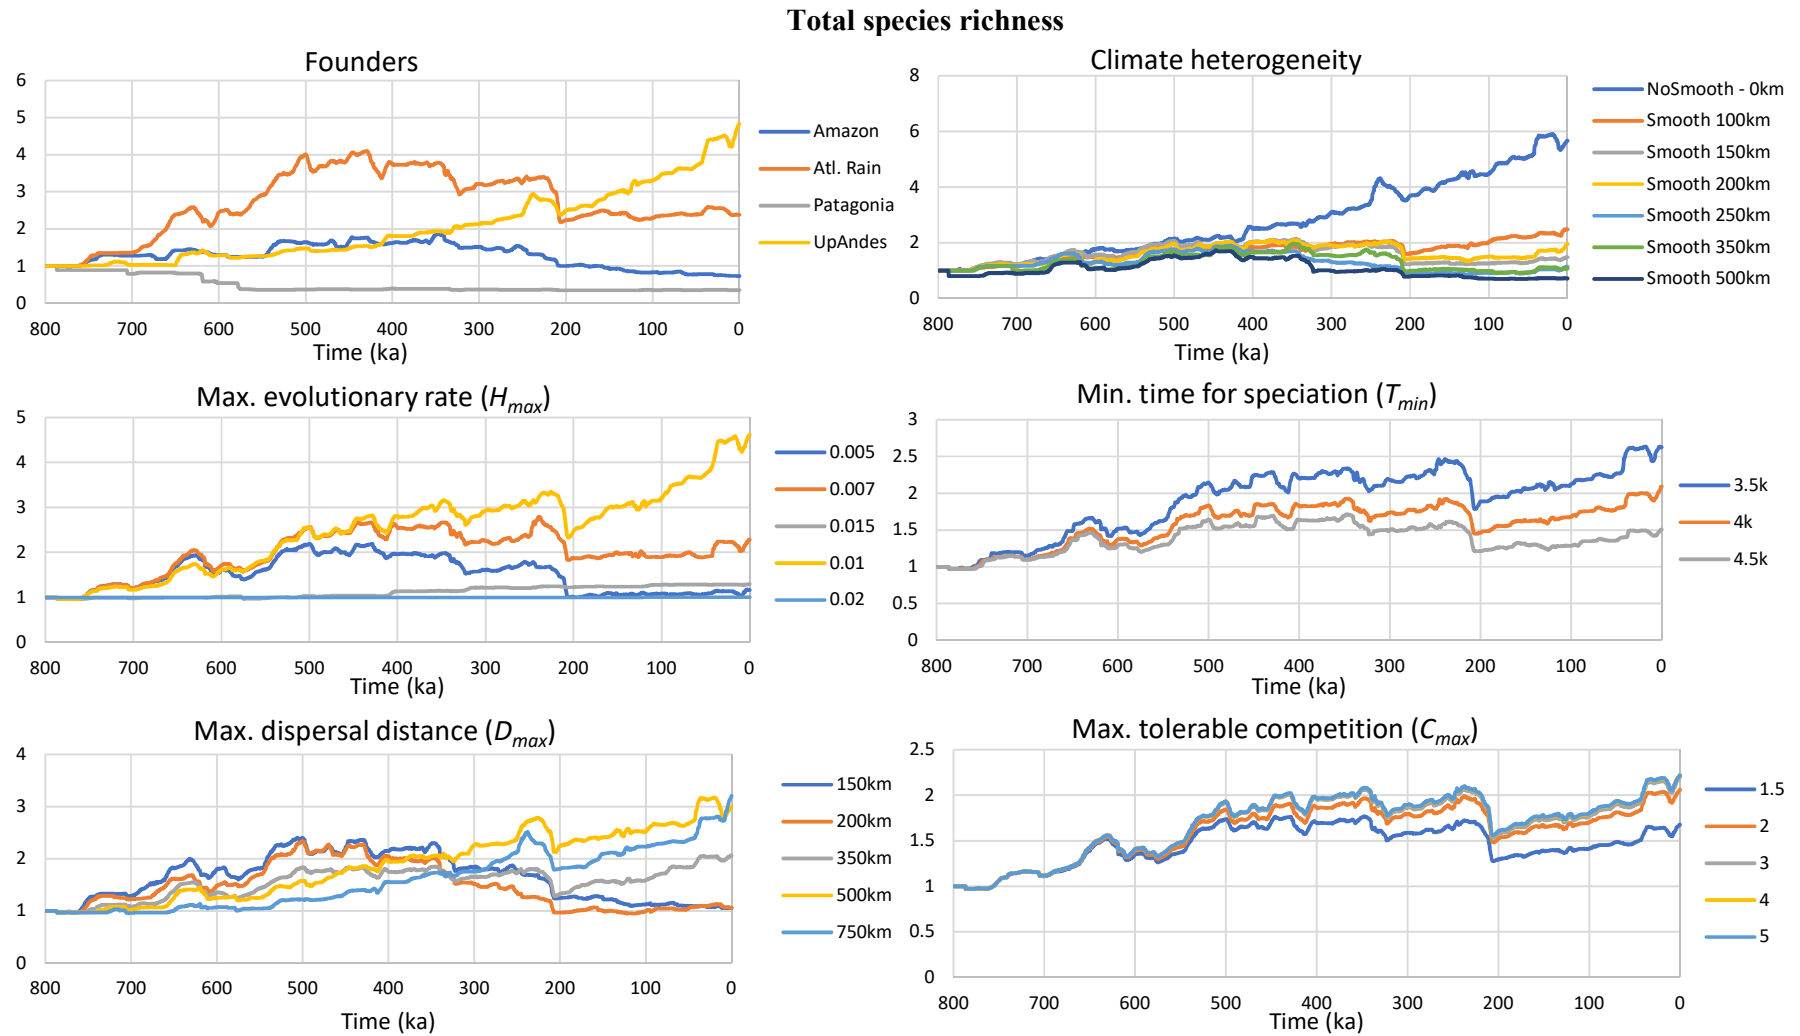 Total species richness
Founders
6
5
4
3
2
1
0
800 700 600 500 400 300 200 100 0
Time (ka)
Amazon
Atl. Rain
Patagonia
UpAndes
Climate heterogeneity
8
6
4
2
0
800 700 600 500 400 300 200 100 0
Time (ka)
NoSmooth - 0km
Smooth 100km
Smooth 150km
Smooth 200km
Smooth 250km
Smooth 350km
Smooth 500km
Max. evolutionary rate (Hmax)
5
4
3
2
1
0
800 700 600 500 400 300 200 100 0
Time (ka)
0.005
0.007
0.015
0.01
0.02
Min. time for speciation (Tmin)
3
2.5
2
1.5
1
0.5
0
800 700 600 500 400 300 200 100 0
Time (ka)
3.5k
4k
4.5k
Max. dispersal distance (Dmax)
4
3
2
1
0
800 700 600 500 400 300 200 100 0
Time (ka)
150km
200km
350km
500km
750km
Max. tolerable competition (Cmax)
2.5
2
1.5
1
0.5
0
800 700 600 500 400 300 200 100 0
Time (ka)
1.5
2
3
4
5